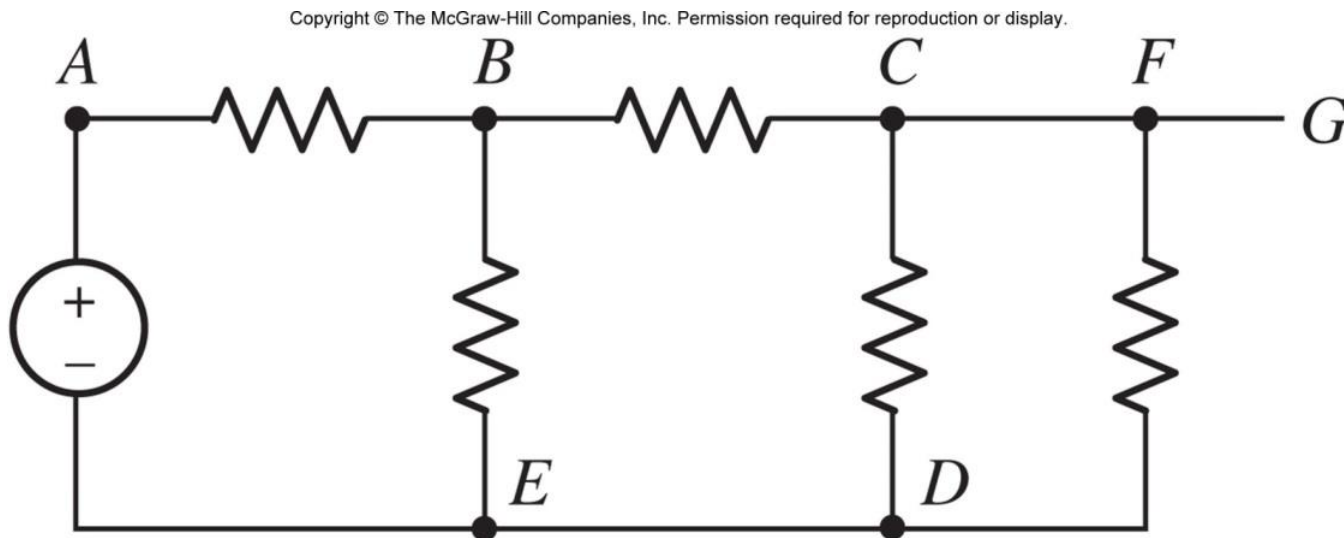 Copyright © The McGraw-Hill Companies, Inc. Permission required for reproduction or display.
A B C F
G
+
−
E D